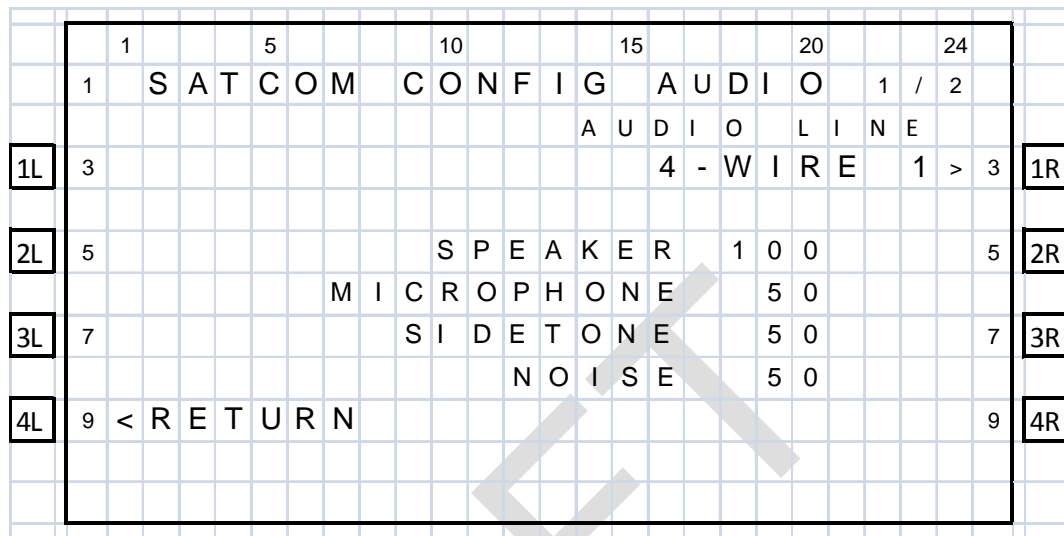 1 5 10 15 20 24
1 SATCOM CONFIG AUDIO 1/2
AUDIO LINE
1L 3 4-WIRE 1> 3 1R
2L 5 SPEAKER 100 5 2R
MICROPHONE 50
3L 7 SIDETONE 50 7 3R
NOISE 50
4L 9 <RETURN 9 4R